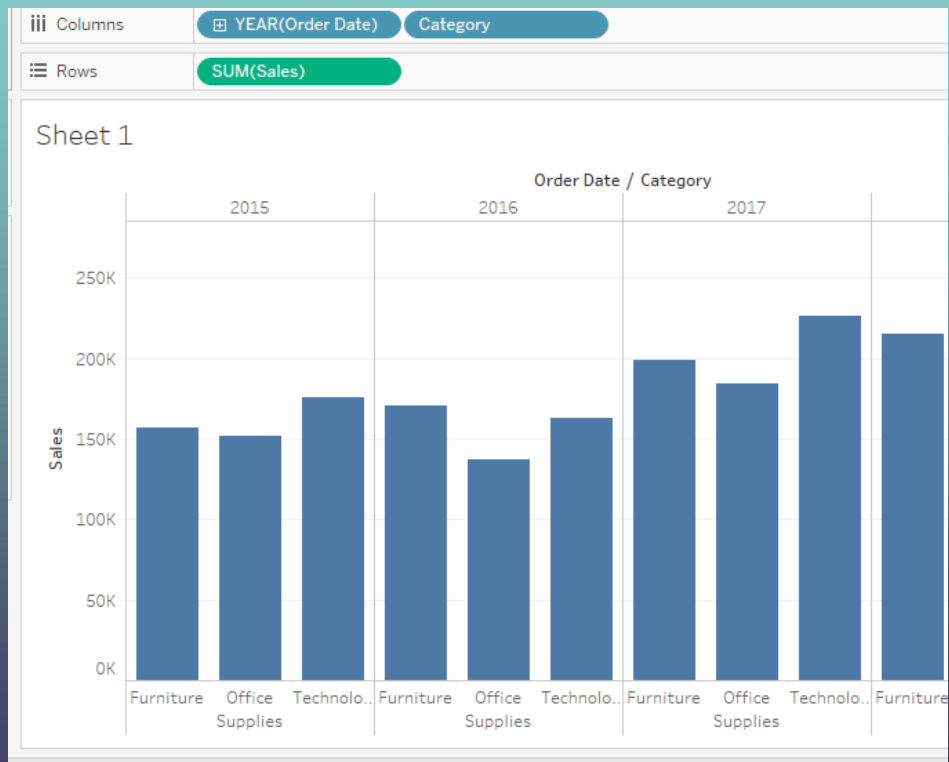 Columns
YEAR(Order Date)
Category
Rows
SUM(Sales)
Sheet 1
Order Date / Category
2015 2016 2017
250K
200K
150K
100K
50K
0K
Sales
Furniture Office Technolo.. Furniture Office Technolo.. Furniture Office Technolo.. Furniture
Supplies Supplies Supplies